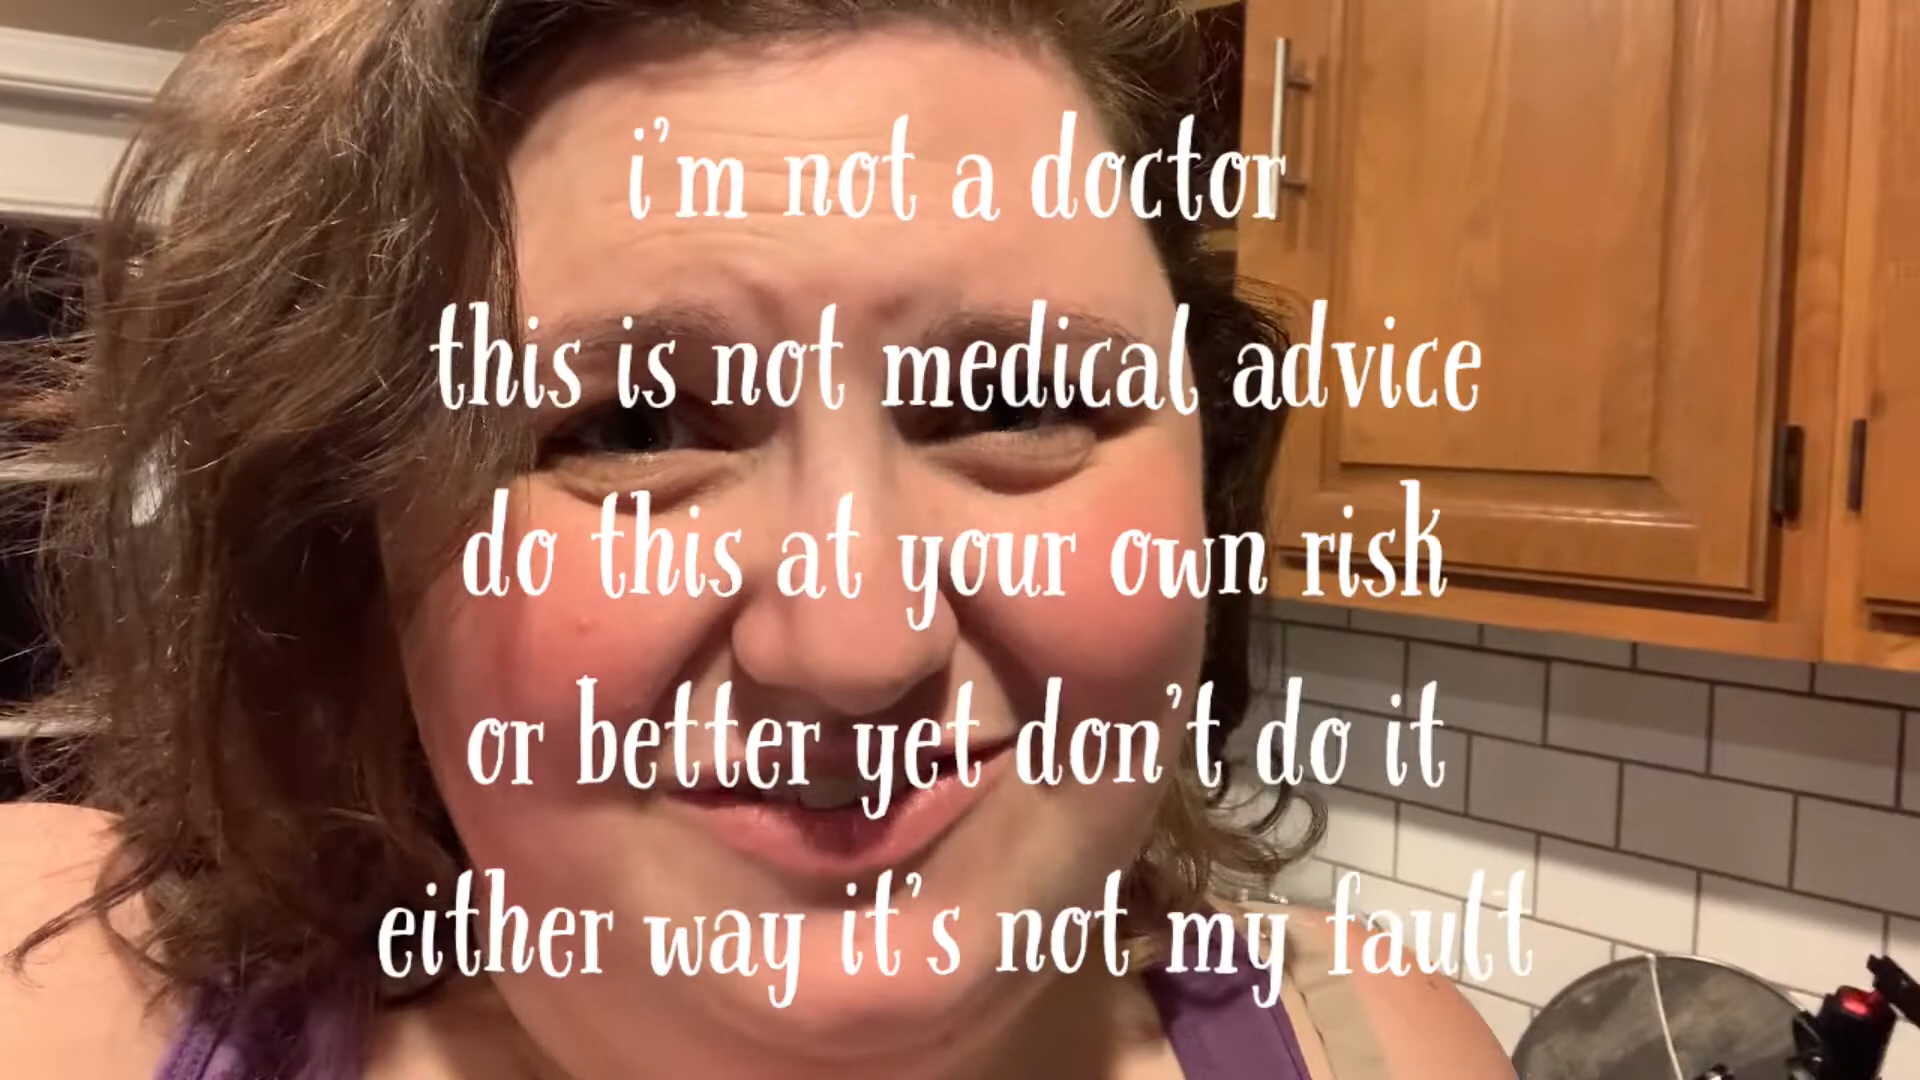 i'm not a doctor
this is not medical advice
do this at your own risk
or better yet don't do it
either way it's not my fault